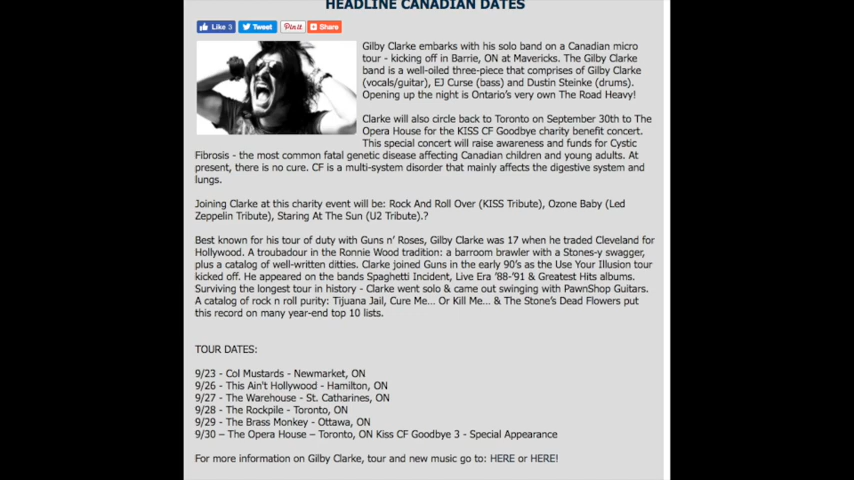 HEADLINE CANADIAN DATES
Like 3 Tweet Pin it Share
Gilby Clarke embarks with his solo band on a Canadian micro
tour - kicking off in Barrie, ON at Mavericks. The Gilby Clarke
band is a well-oiled three-piece that comprises of Gilby Clarke
(vocals/guitar), EJ Curse (bass) and Dustin Steinke (drums).
Opening up the night is Ontario's very own The Road Heavy!
Clarke will also circle back to Toronto on September 30th to The
Opera House for the KISS CF Goodbye charity benefit concert.
This special concert will raise awareness and funds for Cystic
Fibrosis - the most common fatal genetic disease affecting Canadian children and young adults. At
present, there is no cure. CF is a multi-system disorder that mainly affects the digestive system and
lungs.
Joining Clarke at this charity event will be: Rock And Roll Over (KISS Tribute), Ozone Baby (Led
Zeppelin Tribute), Staring At The Sun (U2 Tribute).?
Best known for his tour of duty with Guns n' Roses, Gilby Clarke was 17 when he traded Cleveland for
Hollywood. A troubadour in the Ronnie Wood tradition: a barroom brawler with a Stones-y swagger,
plus a catalog of well-written ditties. Clarke joined Guns in the early 90's as the Use Your Illusion tour
kicked off. He appeared on the bands Spaghetti Incident, Live Era '88-'91 & Greatest Hits albums.
Surviving the longest tour in history - Clarke went solo & came out swinging with PawnShop Guitars.
A catalog of rock n roll purity: Tijuana Jail, Cure Me... Or Kill Me... & The Stone's Dead Flowers put
this record on many year-end top 10 lists.
TOUR DATES:
9/23 - Col Mustards - Newmarket, ON
9/26 - This Ain't Hollywood - Hamilton, ON
9/27 - The Warehouse - St. Catharines, ON
9/28 - The Rockpile - Toronto, ON
9/29 - The Brass Monkey - Ottawa, ON
9/30 – The Opera House – Toronto, ON Kiss CF Goodbye 3 - Special Appearance
For more information on Gilby Clarke, tour and new music go to: HERE or HERE!